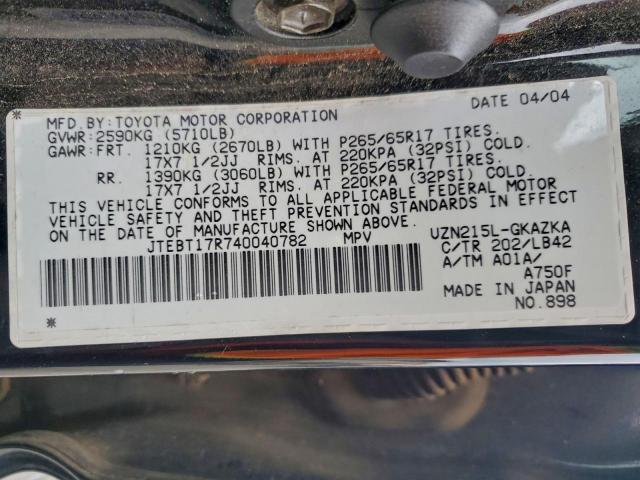 MFD.BY:TOYOTA MOTOR CORPORATION DATE 04/04
GVWR:2590KG (5710LB)
GAWR:FRT. 1210KG (2670LB) WITH P265/65R17 TIRES.
17X7 1/2JJ RIMS. AT 220KPA (32PSI) COLD.
RR. 1390KG (3060LB) WITH P265/65R17 TIRES.
17X7 1/2JJ RIMS. AT 220KPA (32PSI) COLD.
THIS VEHICLE CONFORMS TO ALL APPLICABLE FEDERAL MOTOR
VEHICLE SAFETY AND THEFT PREVENTION STANDARDS IN EFFECT
ON THE DATE OF MANUFACTURE SHOWN ABOVE.
JTEBT17R740040782 MPV UZN215L-GKAZKA
C/TR 202/LB42
A/TM A01A/
A750F
MADE IN JAPAN
NO.898